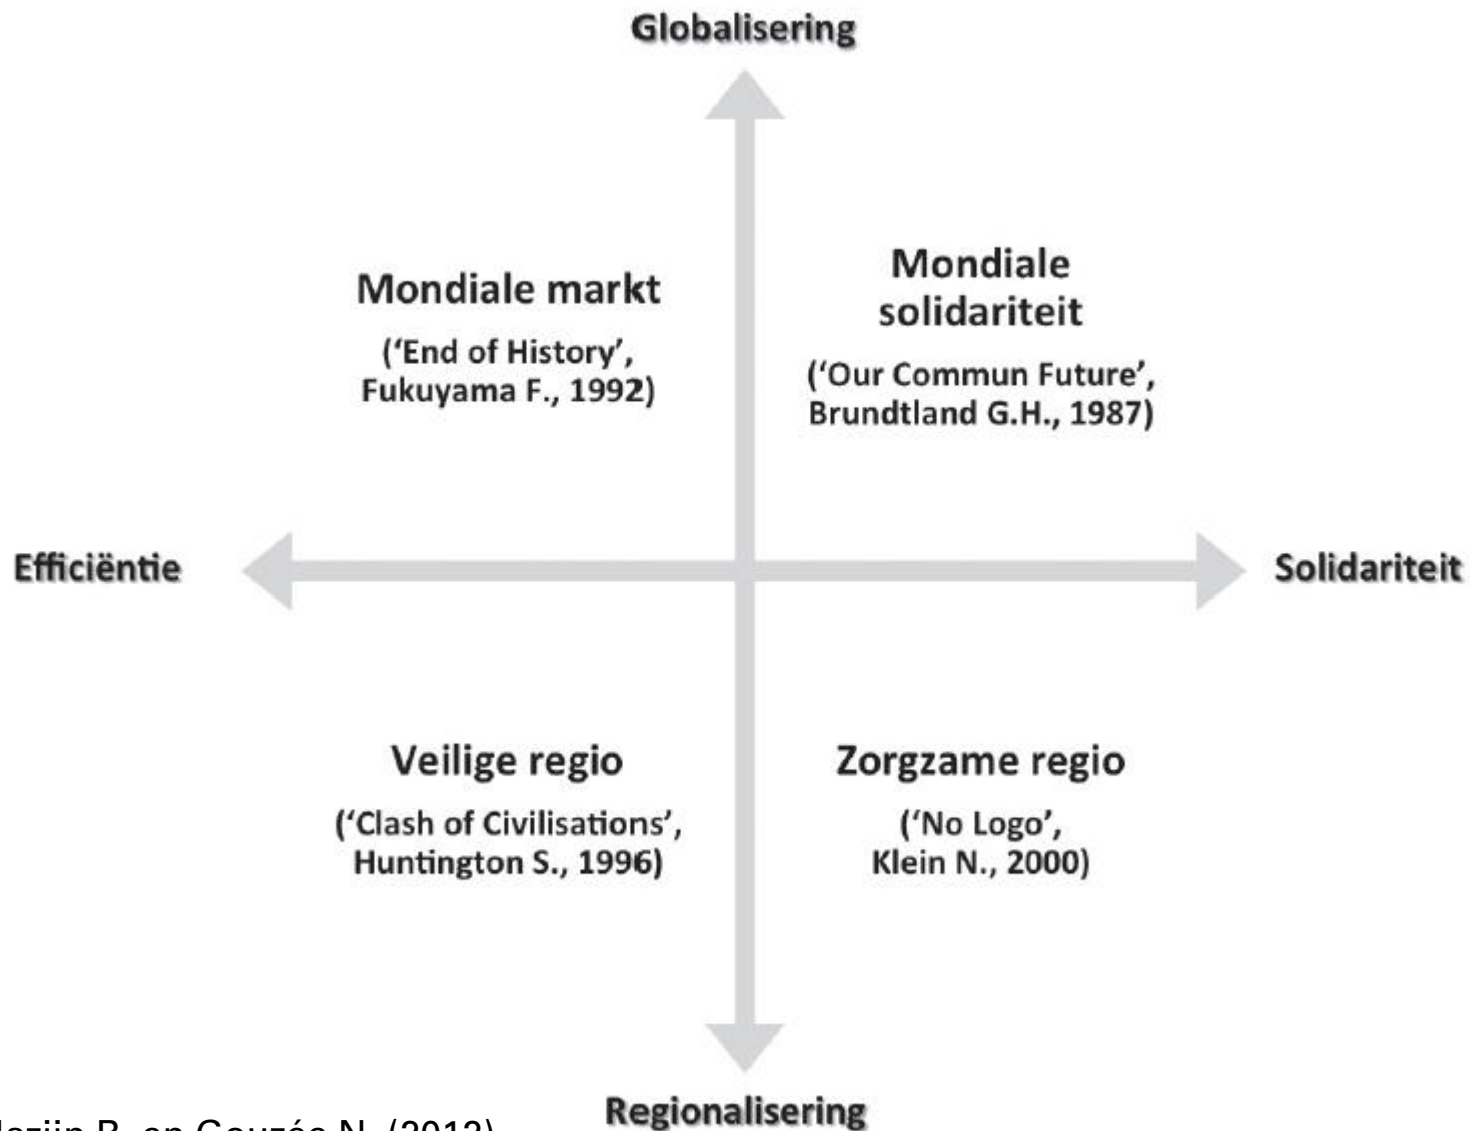 Globalisering
Mondiale markt
('End of History',
Fukuyama F., 1992)
Mondiale
solidariteit
('Our Commun Future',
Brundtland G.H., 1987)
Efficiëntie
Solidariteit
Veilige regio
('Clash of Civilisations',
Huntington S., 1996)
Zorgzame regio
('No Logo',
Klein N., 2000)
Regionalisering
B. en N. (2012)